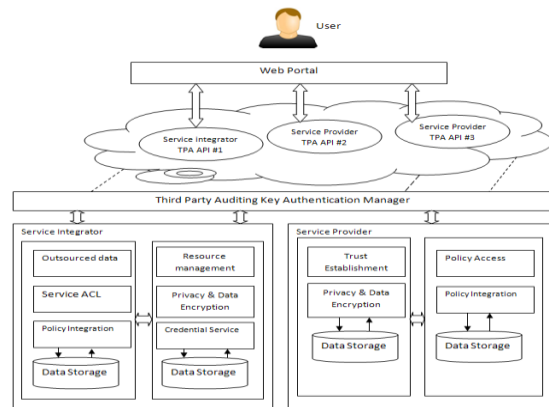 User
Web Portal
Service Integrator
TPA API #1
Service Provider
TPA API #2
Service Provider
TPA API #3
Third Party Auditing Key Authentication Manager
Service Integrator
Outsourced data
Service ACL
Policy Integration
Data Storage
Resource
management
Privacy & Data
Encryption
Credential Service
Data Storage
Service Provider
Trust
Establishment
Privacy & Data
Encryption
Data Storage
Policy Access
Policy Integration
Data Storage